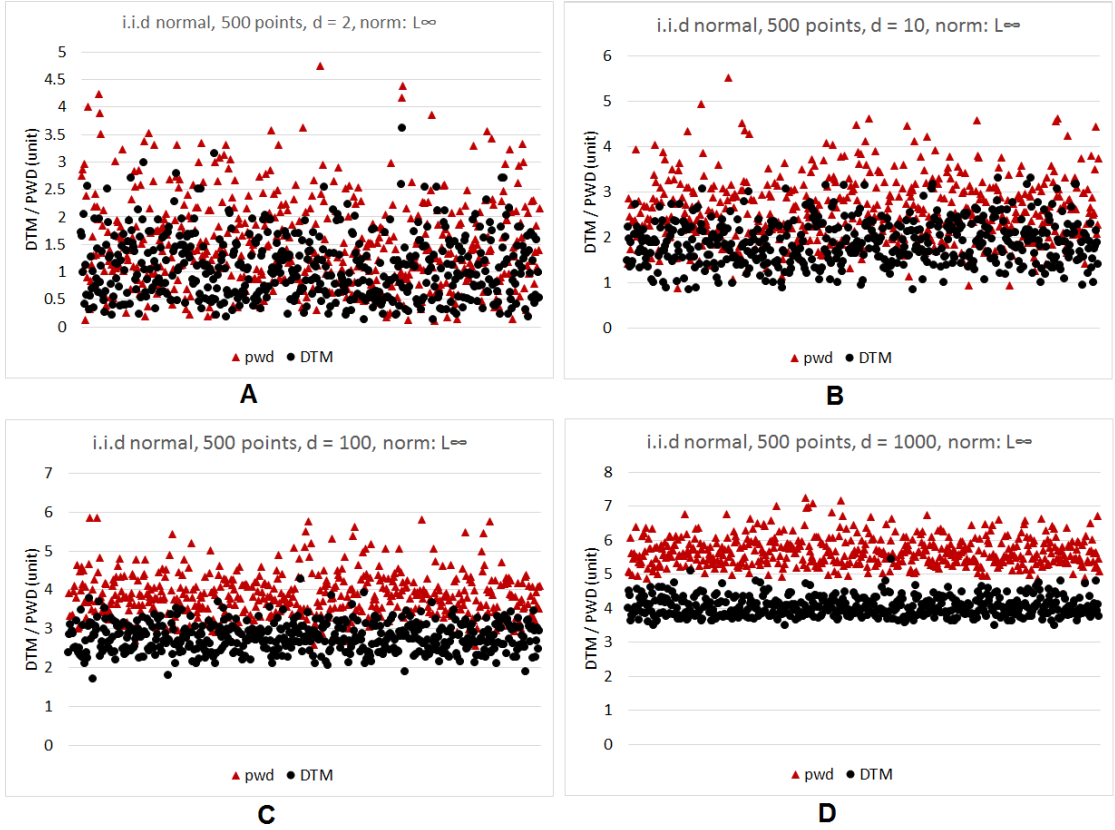 i.i.d normal, 500 points, d = 2, norm: L∞
DTM / PWD (unit)
5
4.5
4
3.5
3
2.5
2
1.5
1
0.5
0
pwd DTM
A
i.i.d normal, 500 points, d = 10, norm: L∞
DTM / PWD (unit)
6
5
4
3
2
1
0
pwd DTM
B
i.i.d normal, 500 points, d = 100, norm: L∞
DTM / PWD (unit)
7
6
5
4
3
2
1
0
pwd DTM
C
i.i.d normal, 500 points, d = 1000, norm: L∞
DTM / PWD (unit)
8
7
6
5
4
3
2
1
0
pwd DTM
D